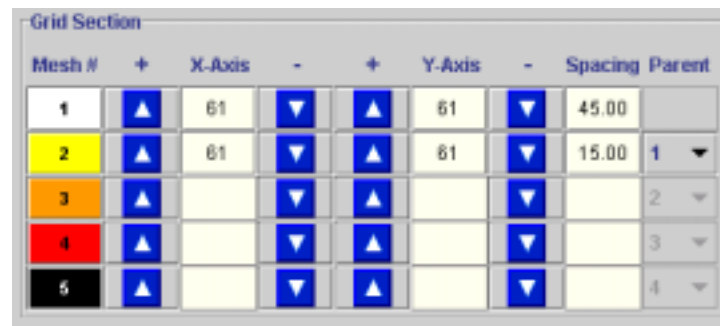 Grid Section
Mesh # + X-Axis - + Y-Axis - Spacing Parent
1 61 61 45.00
2 61 61 15.00 1
3 2
4 3
5 4